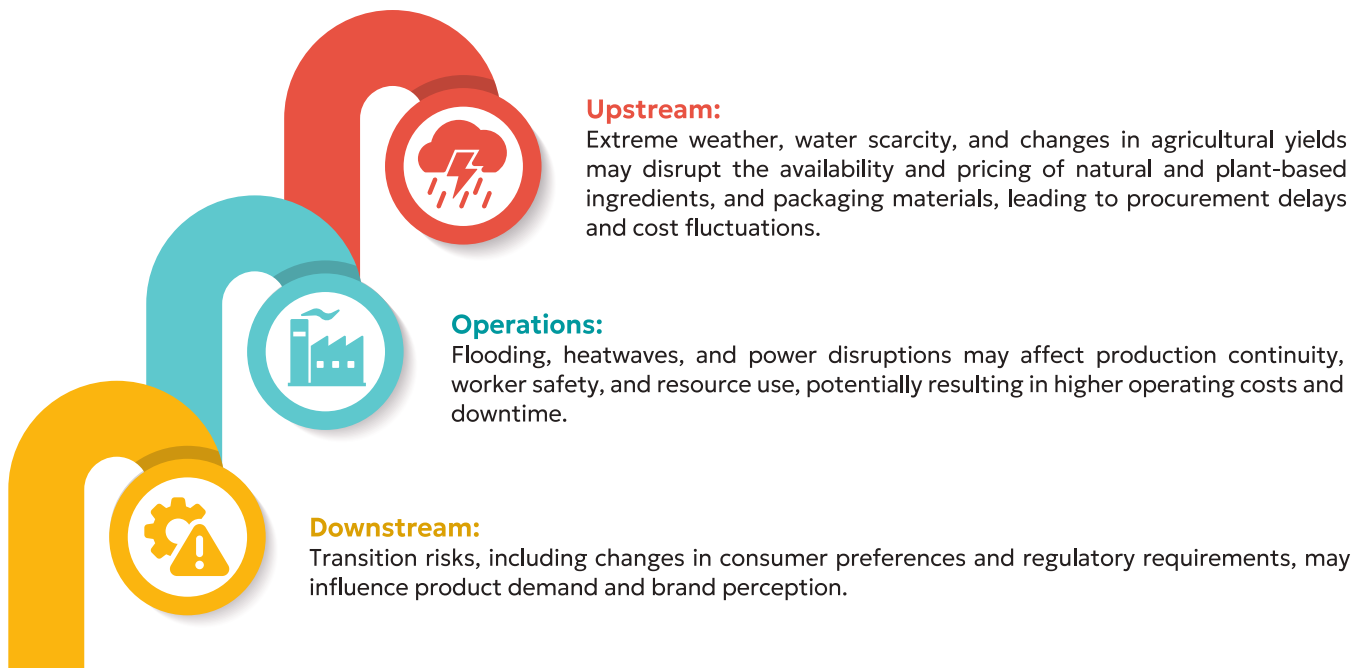 Upstream:
Extreme weather, water scarcity, and changes in agricultural yields
may disrupt the availability and pricing of natural and plant-based
ingredients, and packaging materials, leading to procurement delays
and cost fluctuations.
Operations:
Flooding, heatwaves, and power disruptions may affect production continuity,
worker safety, and resource use, potentially resulting in higher operating costs and
downtime.
Downstream:
Transition risks, including changes in consumer preferences and regulatory requirements, may
influence product demand and brand perception.